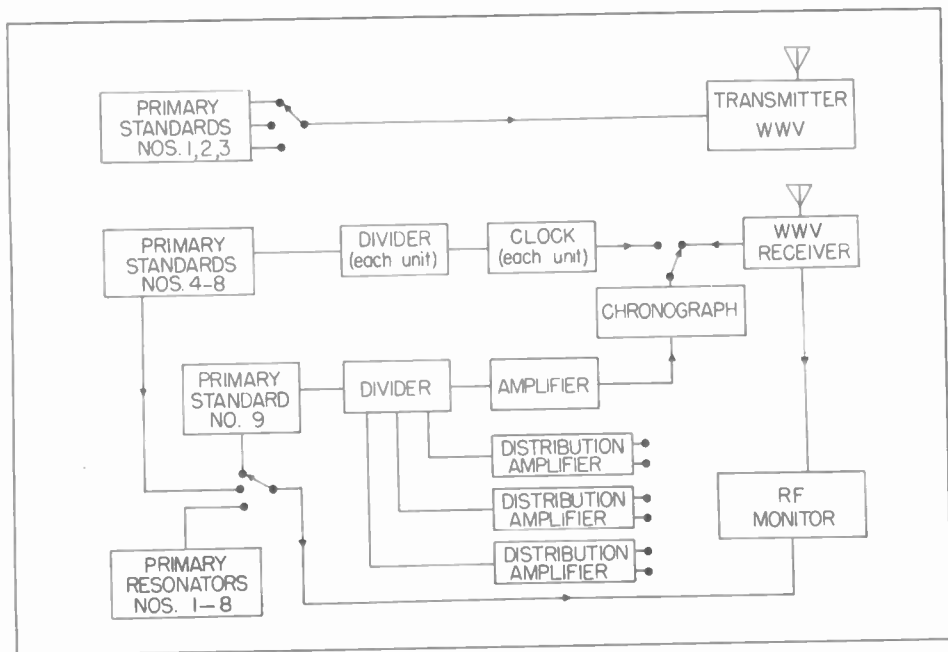 PRIMARY
STANDARDS
NOS. 1,2,3
TRANSMITTER
WWV
PRIMARY
STANDARDS
NOS. 4-8
DIVIDER
(each unit)
CLOCK
(each unit)
WWV
RECEIVER
CHRONOGRAPH
PRIMARY
STANDARD
NO. 9
DIVIDER
AMPLIFIER
DISTRIBUTION
AMPLIFIER
DISTRIBUTION
AMPLIFIER
DISTRIBUTION
AMPLIFIER
RF
MONITOR
PRIMARY
RESONATORS
NOS. 1-8